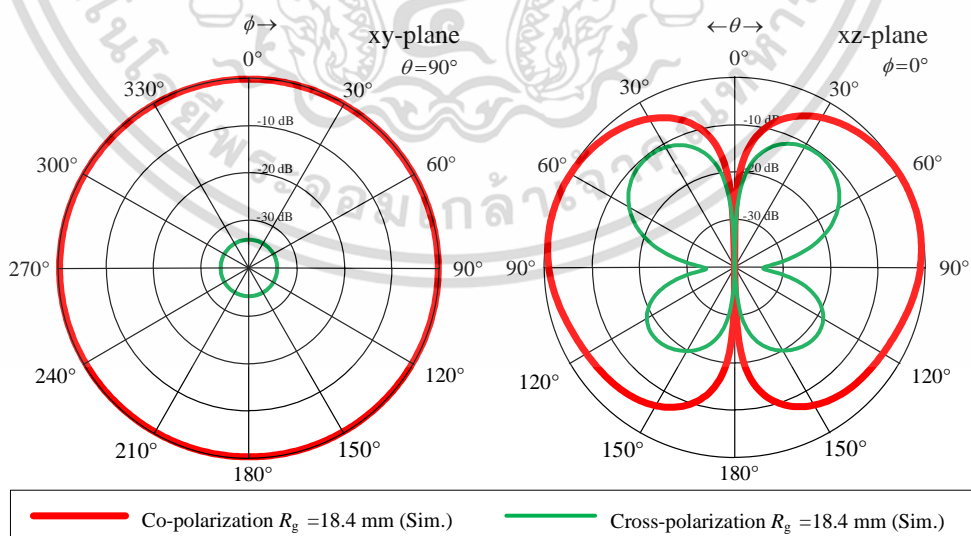 ϕ→
xy-plane
θ=90°
0°
30°
60°
90°
120°
150°
180°
210°
240°
270°
300°
330°
-10 dB
-20 dB
-30 dB
←θ→
xz-plane
ϕ=0°
0°
30°
60°
90°
120°
150°
180°
150°
120°
90°
60°
30°
-10 dB
-20 dB
-30 dB
Co-polarization Rg =18.4 mm (Sim.)
Cross-polarization Rg =18.4 mm (Sim.)